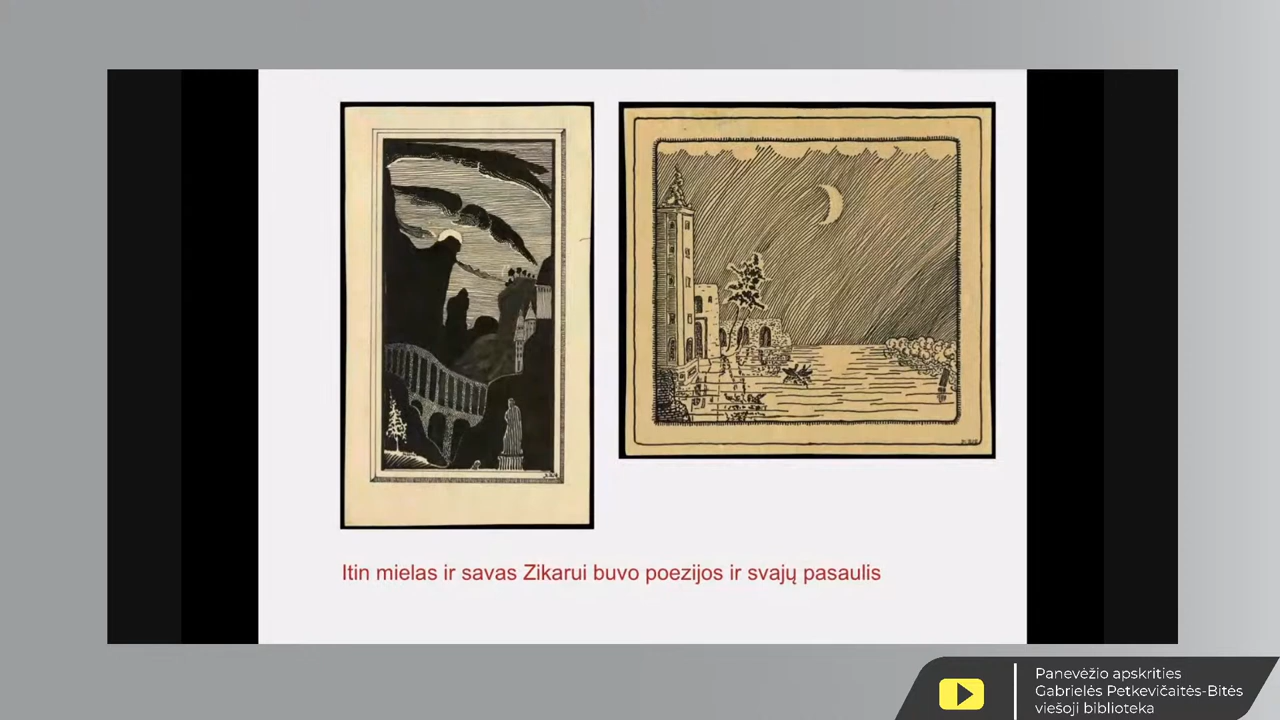 Itin mielas ir savas Zikarui buvo poezijos ir svajų pasaulis
Panevėžio apskrities
Gabrielės Petkevičaitės-Bitės
viešoji biblioteka